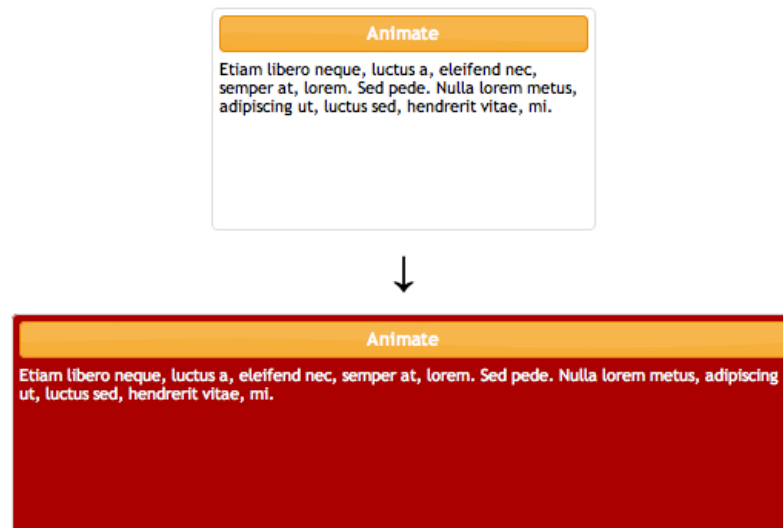 Animate
Etiam libero neque, luctus a, eleifend nec,
semper at, lorem. Sed pede. Nulla lorem metus,
adipiscing ut, luctus sed, hendrerit vitae, mi.
↓
Animate
Etiam libero neque, luctus a, eleifend nec, semper at, lorem. Sed pede. Nulla lorem metus, adipiscing
ut, luctus sed, hendrerit vitae, mi.